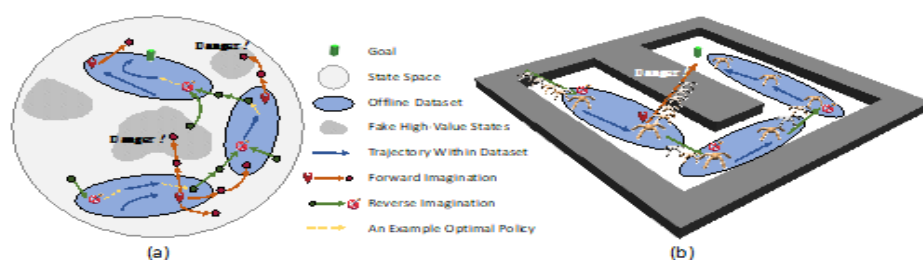 Danger !
Danger !
(a)
Goal
State Space
Offline Dataset
Fake High-Value States
Trajectory Within Dataset
Forward Imagination
Reverse Imagination
An Example Optimal Policy
Danger !
(b)